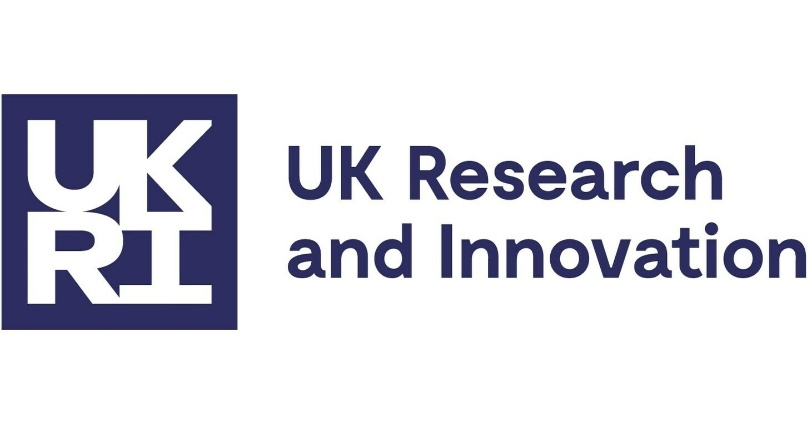 UK
RI
UK Research
and Innovation